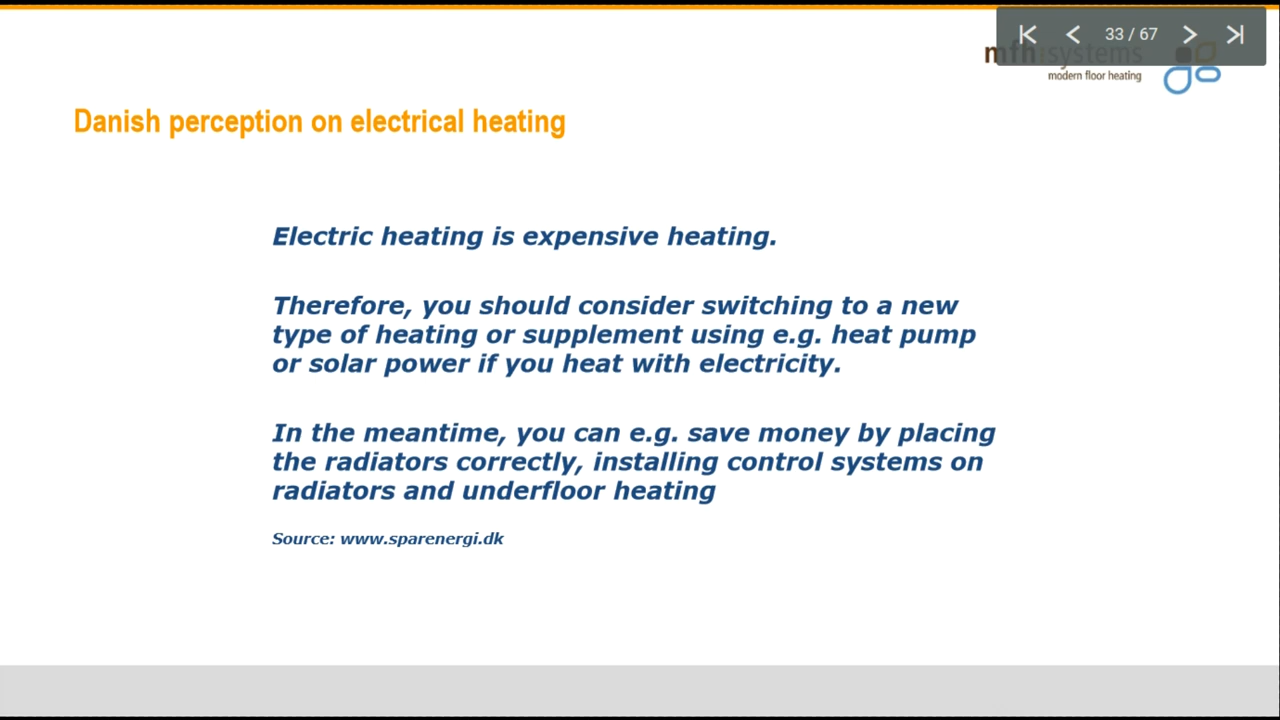 33 / 67
mfh:systems
modern floor heating
Danish perception on electrical heating
Electric heating is expensive heating.
Therefore, you should consider switching to a new
type of heating or supplement using e.g. heat pump
or solar power if you heat with electricity.
In the meantime, you can e.g. save money by placing
the radiators correctly, installing control systems on
radiators and underfloor heating
Source: www.sparenergi.dk